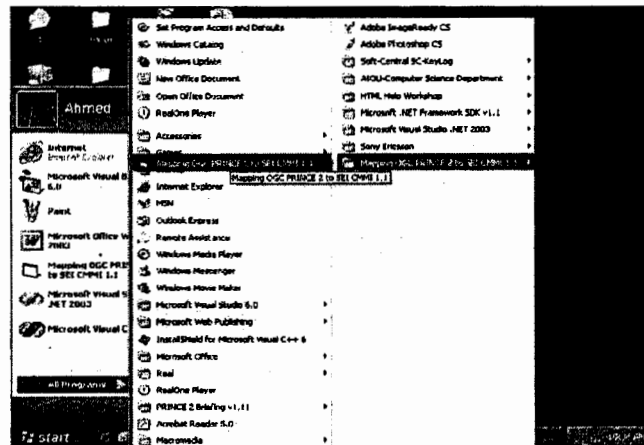 Ahmed
Internet
Internet Explorer
Microsoft Visual B
6.0
Paint
Microsoft Office W
2003
Mapping OGC PRIN
to SEI CMMI 1.1
Microsoft Visual S
.NET 2003
Microsoft Visual C
All Programs
start
Set Program Access and Defaults
Windows Catalog
Windows Update
New Office Document
Open Office Document
RealOne Player
Accessories
Games
Mapping OGC PRINCE 2 to SEI CMMI 1.1
Internet Explorer
MSN
Outlook Express
Remote Assistance
Windows Media Player
Windows Messenger
Windows Movie Maker
Microsoft Visual Studio 6.0
Microsoft Web Publishing
InstallShield for Microsoft Visual C++ 6
Microsoft Office
Real
RealOne Player
PRINCE 2 Briefing v1.11
Acrobat Reader 5.0
Macromedia
Adobe ImageReady CS
Adobe Photoshop CS
Soft-Central SC-KeyLog
AIOU-Computer Science Department
HTML Help Workshop
Microsoft .NET Framework SDK v1.1
Microsoft Visual Studio .NET 2003
Sony Ericsson
Mapping OGC PRINCE 2 to SEI CMMI 1.1
Mapping OGC PRINCE 2 to SEI CMMI 1.1